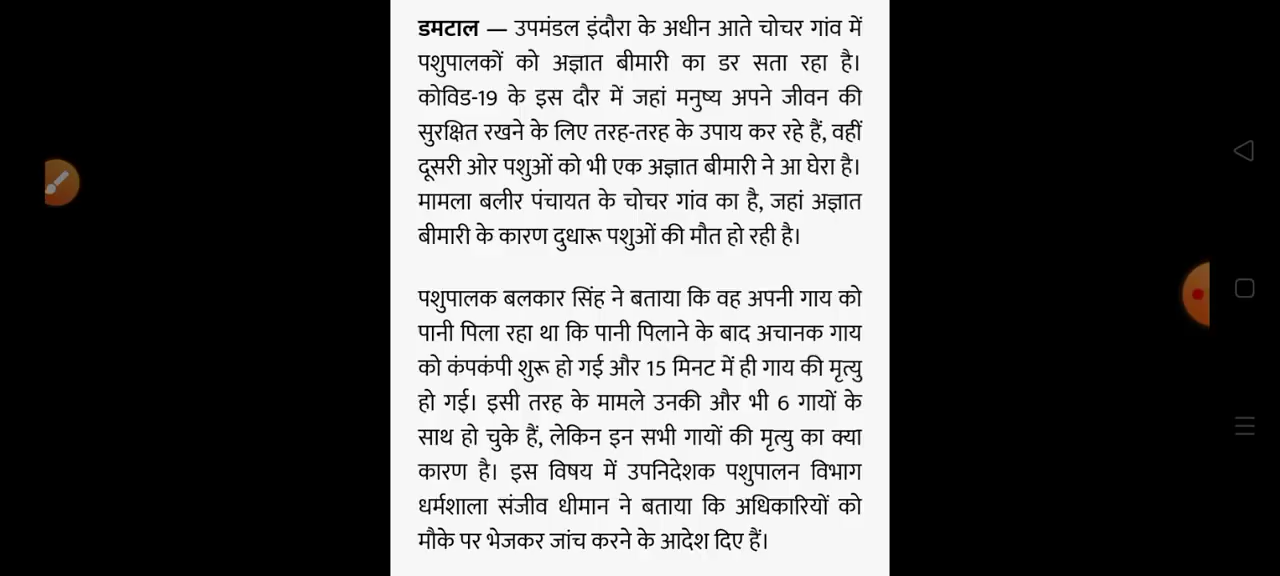 डमटाल — उपमंडल इंदौरा के अधीन आते चोचर गांव में
पशुपालकों को अज्ञात बीमारी का डर सता रहा है।
कोविड-19 के इस दौर में जहां मनुष्य अपने जीवन की
सुरक्षित रखने के लिए तरह-तरह के उपाय कर रहे हैं, वहीं
दूसरी ओर पशुओं को भी एक अज्ञात बीमारी ने आ घेरा है।
मामला बलीर पंचायत के चोचर गांव का है, जहां अज्ञात
बीमारी के कारण दुधारू पशुओं की मौत हो रही है।
पशुपालक बलकार सिंह ने बताया कि वह अपनी गाय को
पानी पिला रहा था कि पानी पिलाने के बाद अचानक गाय
को कंपकंपी शुरू हो गई और 15 मिनट में ही गाय की मृत्यु
हो गई। इसी तरह के मामले उनकी और भी 6 गायों के
साथ हो चुके हैं, लेकिन इन सभी गायों की मृत्यु का क्या
कारण है। इस विषय में उपनिदेशक पशुपालन विभाग
धर्मशाला संजीव धीमान ने बताया कि अधिकारियों को
मौके पर भेजकर जांच करने के आदेश दिए हैं।